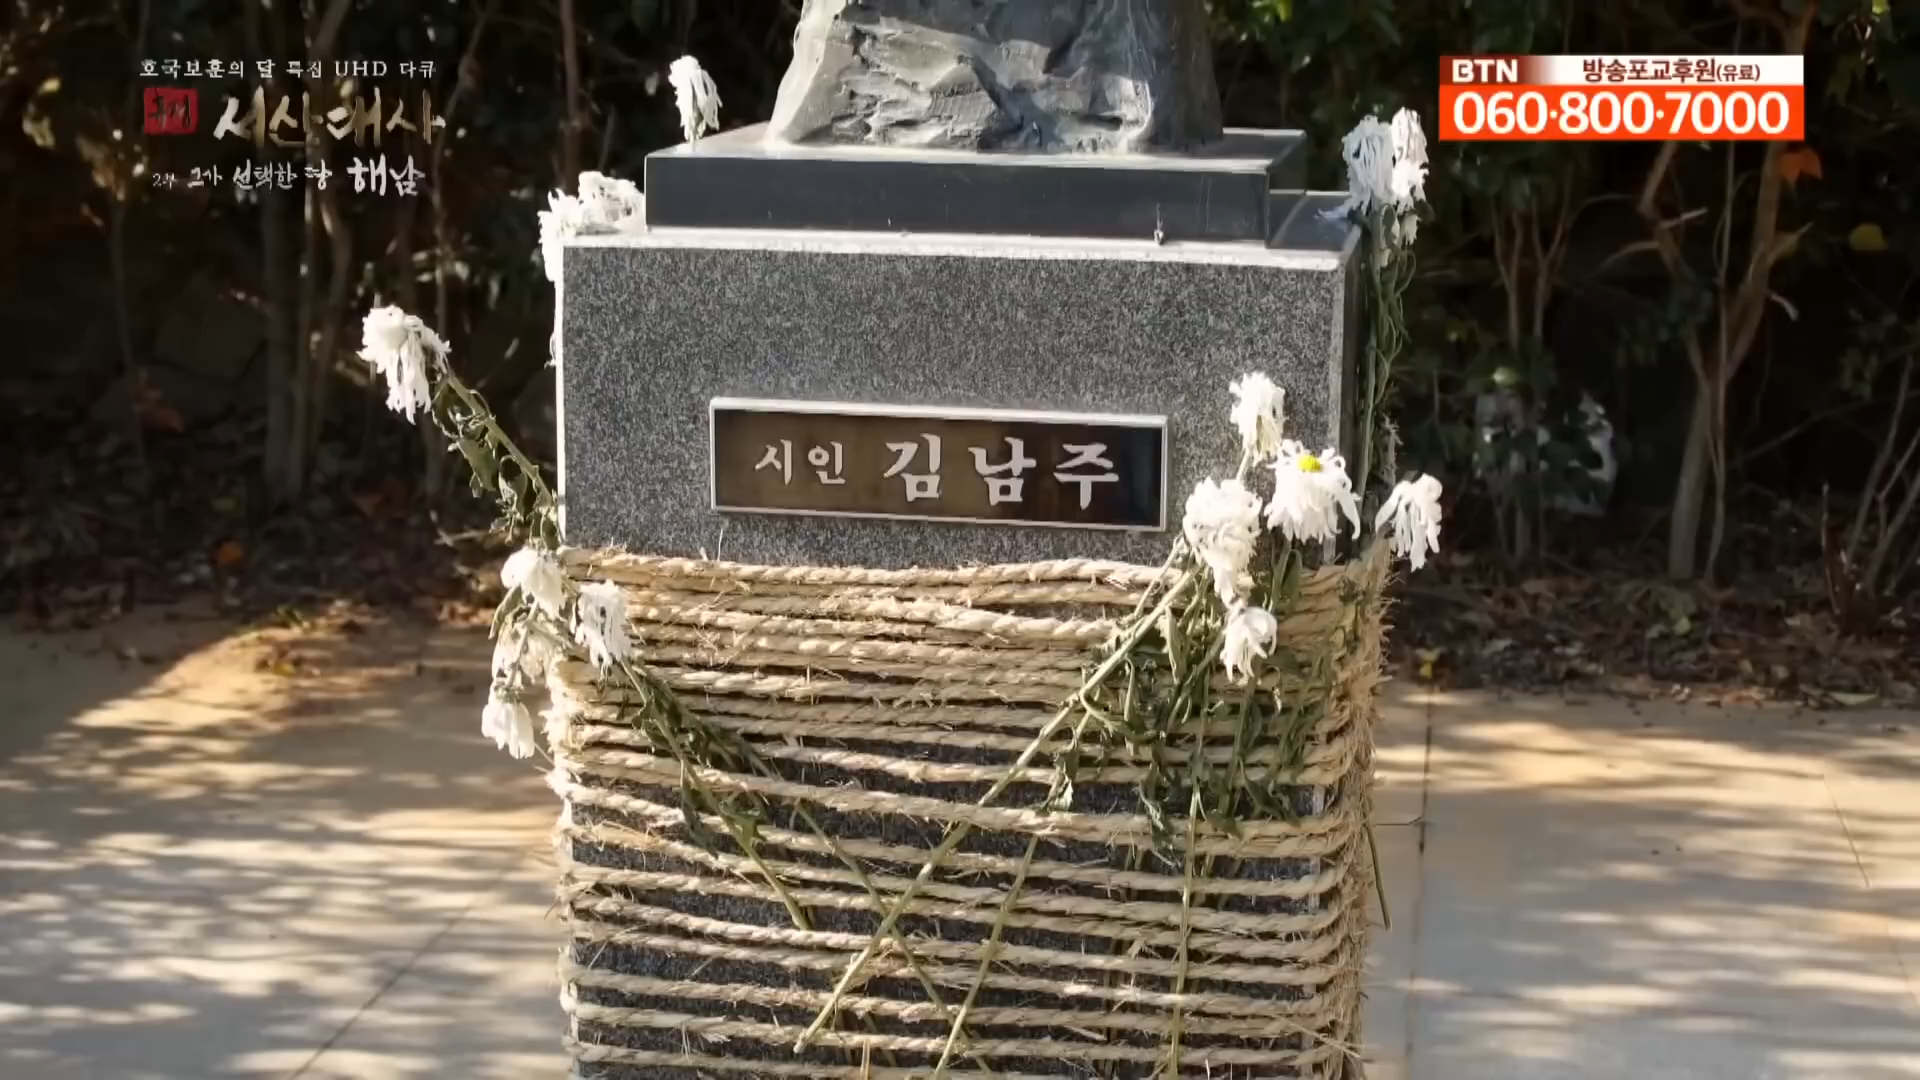 호국보훈의 달 특집 UHD 다큐
휴정 서산대사
2부 그가 선택한 땅 해남
BTN 방송포교후원(유료)
060·800·7000
시인 김남주